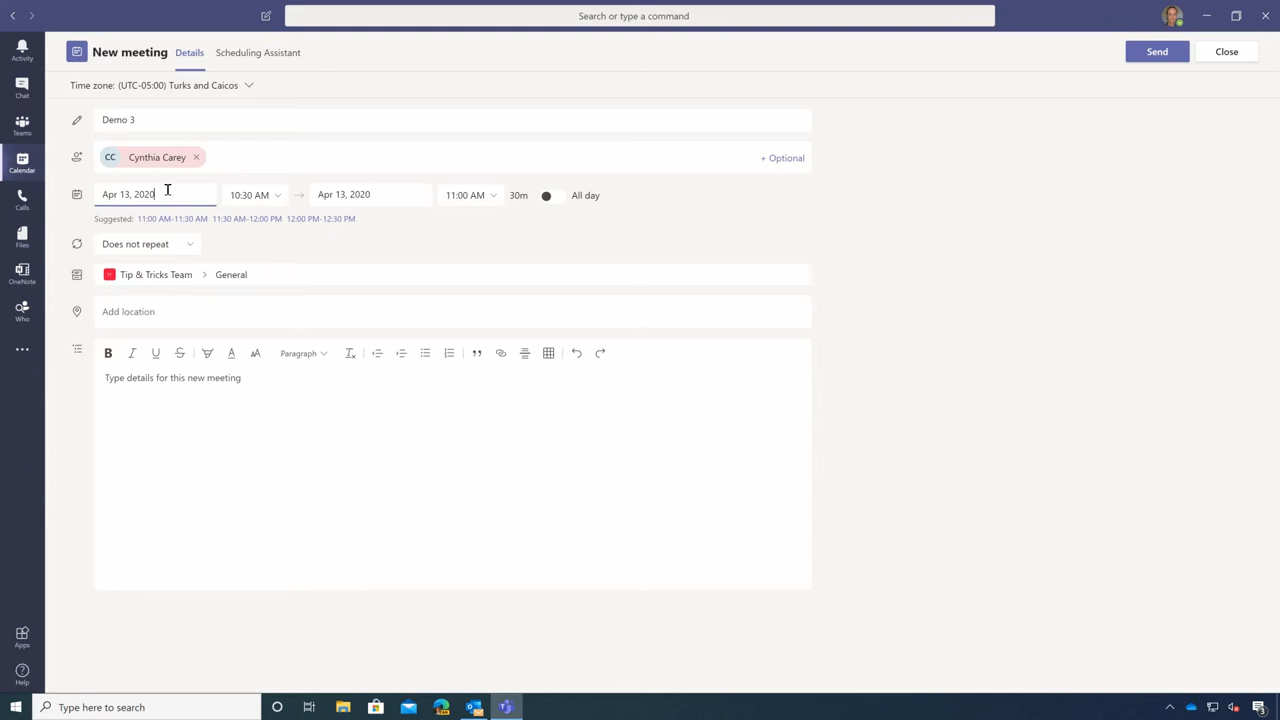 Search or type a command
New meeting Details Scheduling Assistant Send Close
Activity
Time zone: (UTC-05:00) Turks and Caicos
Chat
Demo 3
Teams
CC Cynthia Carey + Optional
Calendar
Apr 13, 2020 10:30 AM Apr 13, 2020 11:00 AM 30m All day
Calls
Suggested: 11:00 AM-11:30 AM 11:30 AM-12:00 PM 12:00 PM-12:30 PM
Files
Does not repeat
OneNote
Tip & Tricks Team General
Who
Add location
B I U S A AA Paragraph
Type details for this new meeting
Apps
Help
Type here to search
3